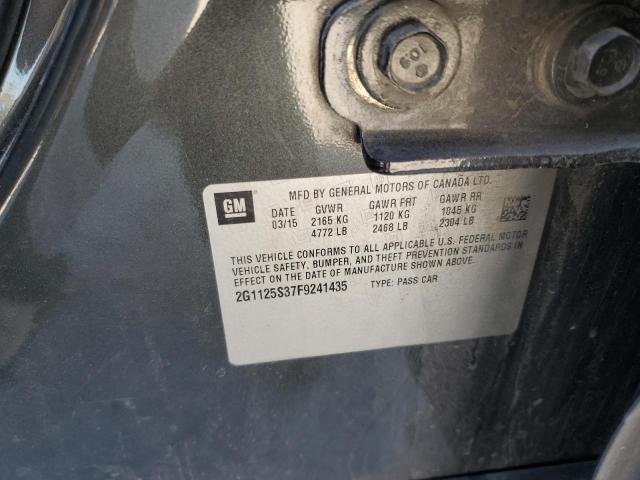 109
GM
MFD BY GENERAL MOTORS OF CANADA LTD.
DATE GVWR GAWR FRT GAWR RR
03/15 2165 KG 1120 KG 1045 KG
4772 LB 2468 LB 2304 LB
THIS VEHICLE CONFORMS TO ALL APPLICABLE U.S. FEDERAL MOTOR
VEHICLE SAFETY, BUMPER, AND THEFT PREVENTION STANDARDS IN
EFFECT ON THE DATE OF MANUFACTURE SHOWN ABOVE.
2G1125S37F9241435 TYPE: PASS CAR